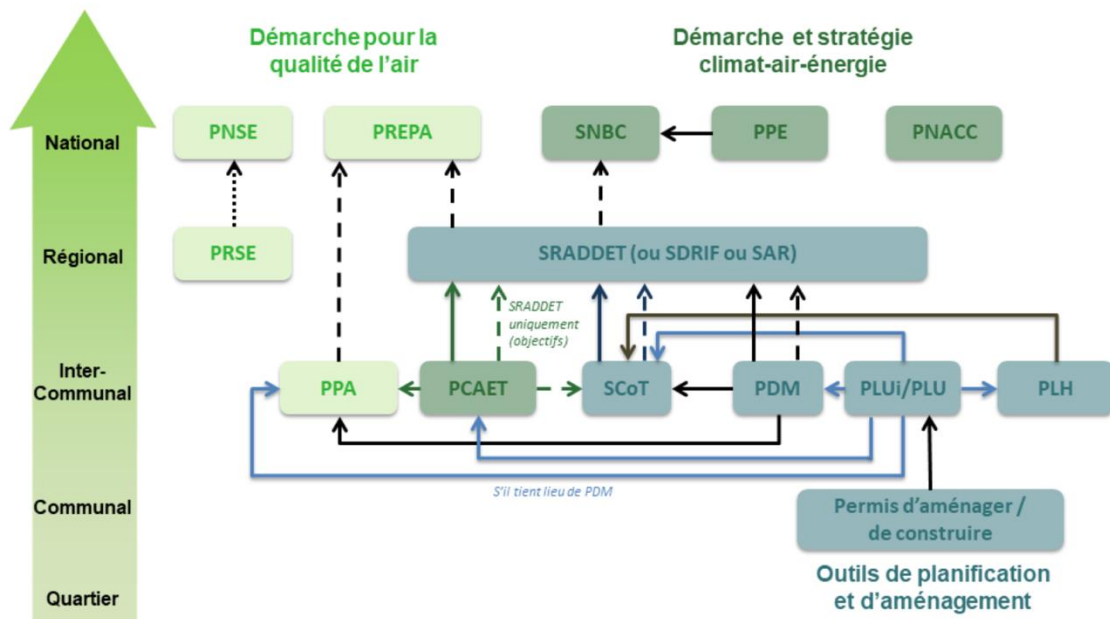 Démarche pour la
qualité de l'air
Démarche et stratégie
climat-air-énergie
National
PNSE
PREPA
SNBC
PPE
PNACC
Régional
PRSE
SRADDET (ou SDRIF ou SAR)
SRADDET
uniquement
(objectifs)
Inter-
Communal
PPA
PCAET
SCoT
PDM
PLUi/PLU
PLH
S'il tient lieu de PDM
Communal
Permis d'aménager /
de construire
Quartier
Outils de planification
et d'aménagement